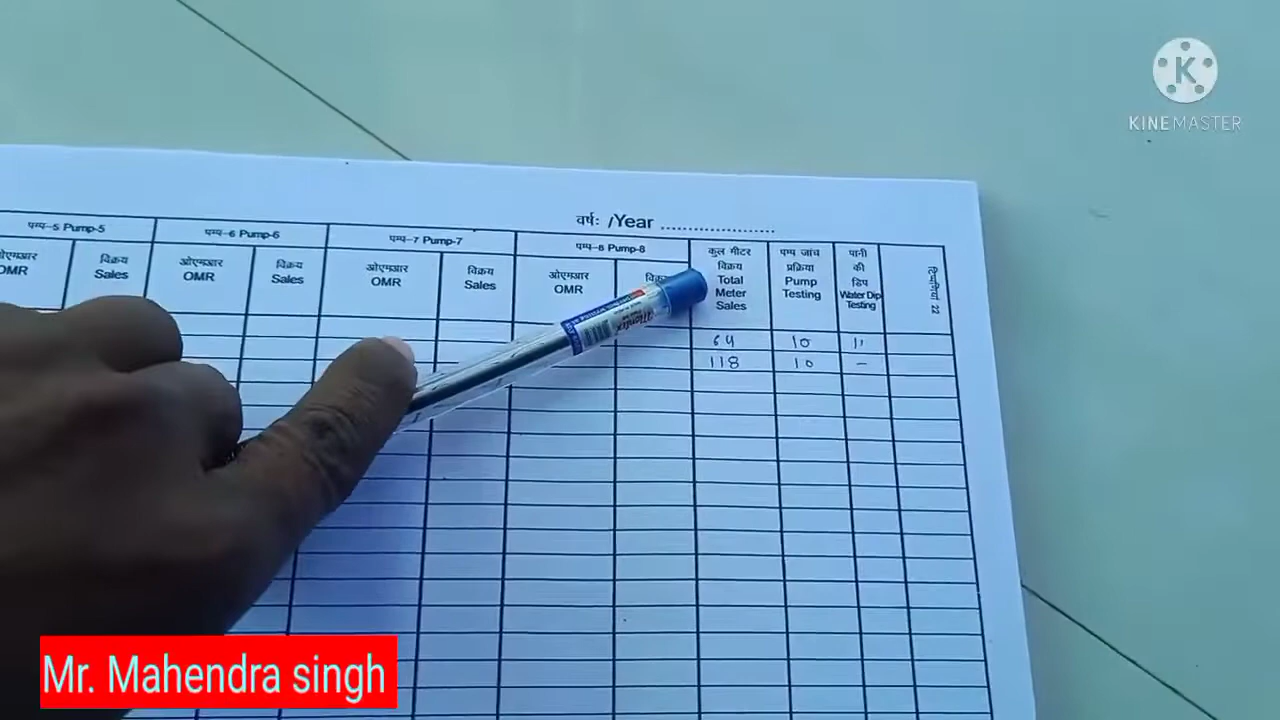 KINEMASTER
वर्षः /Year ........................
पम्प-5 Pump-5 पम्प-6 Pump-6 पम्प-7 Pump-7 पम्प-8 Pump-8
ओएमआर OMR विक्रय Sales ओएमआर OMR विक्रय Sales ओएमआर OMR विक्रय Sales ओएमआर OMR कुल मीटर विक्रय Total Meter Sales पम्प जांच प्रक्रिया Pump Testing पानी की डिप Water Dip Testing टिप्पणियां 22
64 10 11
118 10 -
Mr. Mahendra singh